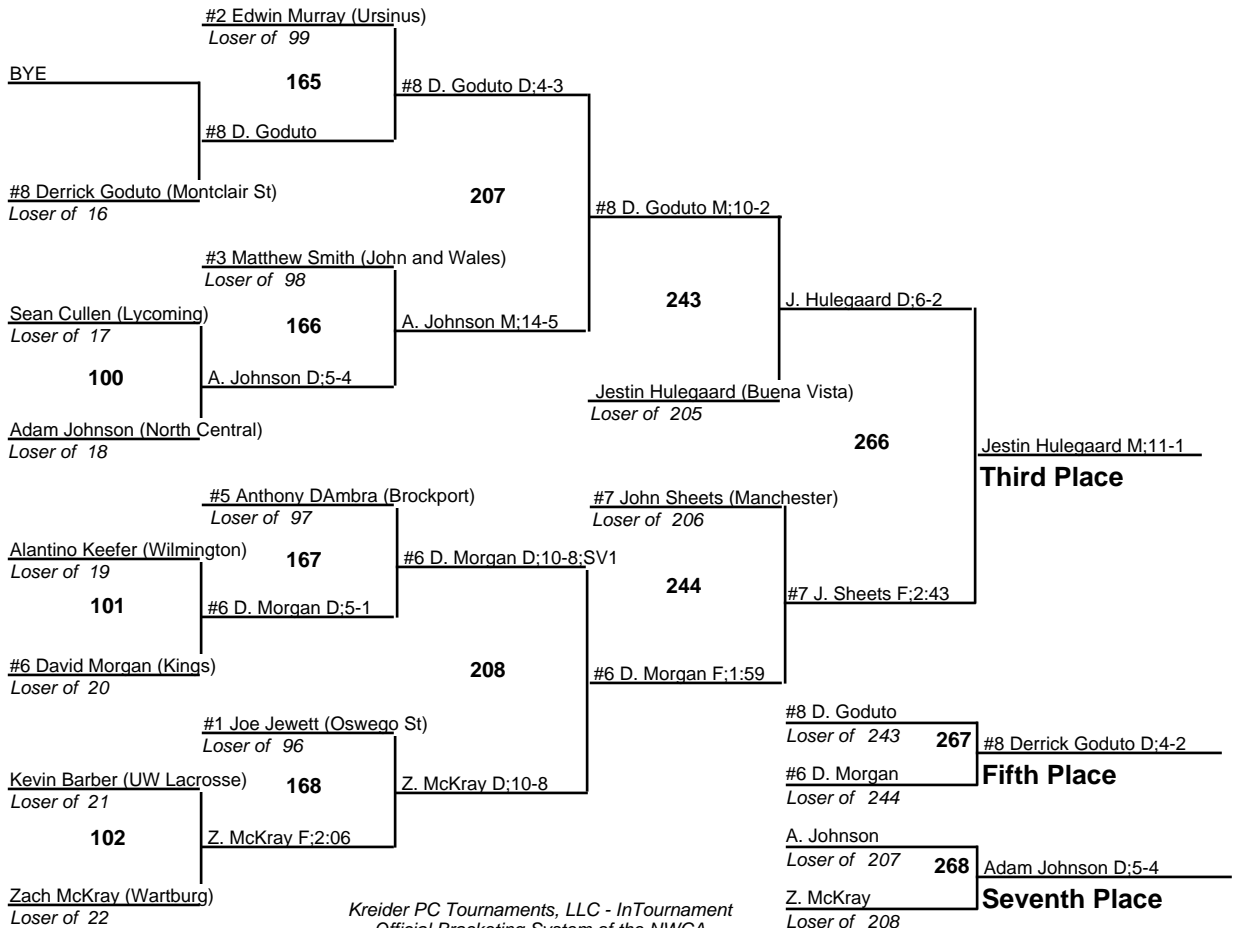 #2 Edwin Murray (Ursinus)
Loser of 99
BYE
165
#8 D. Goduto D;4-3
#8 D. Goduto
#8 Derrick Goduto (Montclair St)
Loser of 16
207
#8 D. Goduto M;10-2
#3 Matthew Smith (John and Wales)
Loser of 98
Sean Cullen (Lycoming)
Loser of 17
166
A. Johnson M;14-5
243
J. Hulegaard D;6-2
100
A. Johnson D;5-4
Jestin Hulegaard (Buena Vista)
Loser of 205
Adam Johnson (North Central)
Loser of 18
266
Jestin Hulegaard M;11-1
Third Place
#5 Anthony DAmbra (Brockport)
Loser of 97
#7 John Sheets (Manchester)
Loser of 206
Alantino Keefer (Wilmington)
Loser of 19
167
#6 D. Morgan D;10-8;SV1
101
#6 D. Morgan D;5-1
244
#7 J. Sheets F;2:43
#6 David Morgan (Kings)
Loser of 20
208
#6 D. Morgan F;1:59
#1 Joe Jewett (Oswego St)
Loser of 96
#8 D. Goduto
Loser of 243
267
#8 Derrick Goduto D;4-2
Fifth Place
Kevin Barber (UW Lacrosse)
Loser of 21
168
Z. McKray D;10-8
#6 D. Morgan
Loser of 244
102
Z. McKray F;2:06
A. Johnson
Loser of 207
268
Adam Johnson D;5-4
Seventh Place
Zach McKray (Wartburg)
Loser of 22
Z. McKray
Loser of 208
Kreider PC Tournaments, LLC - InTournament
Official Bracketing System of the NWCA